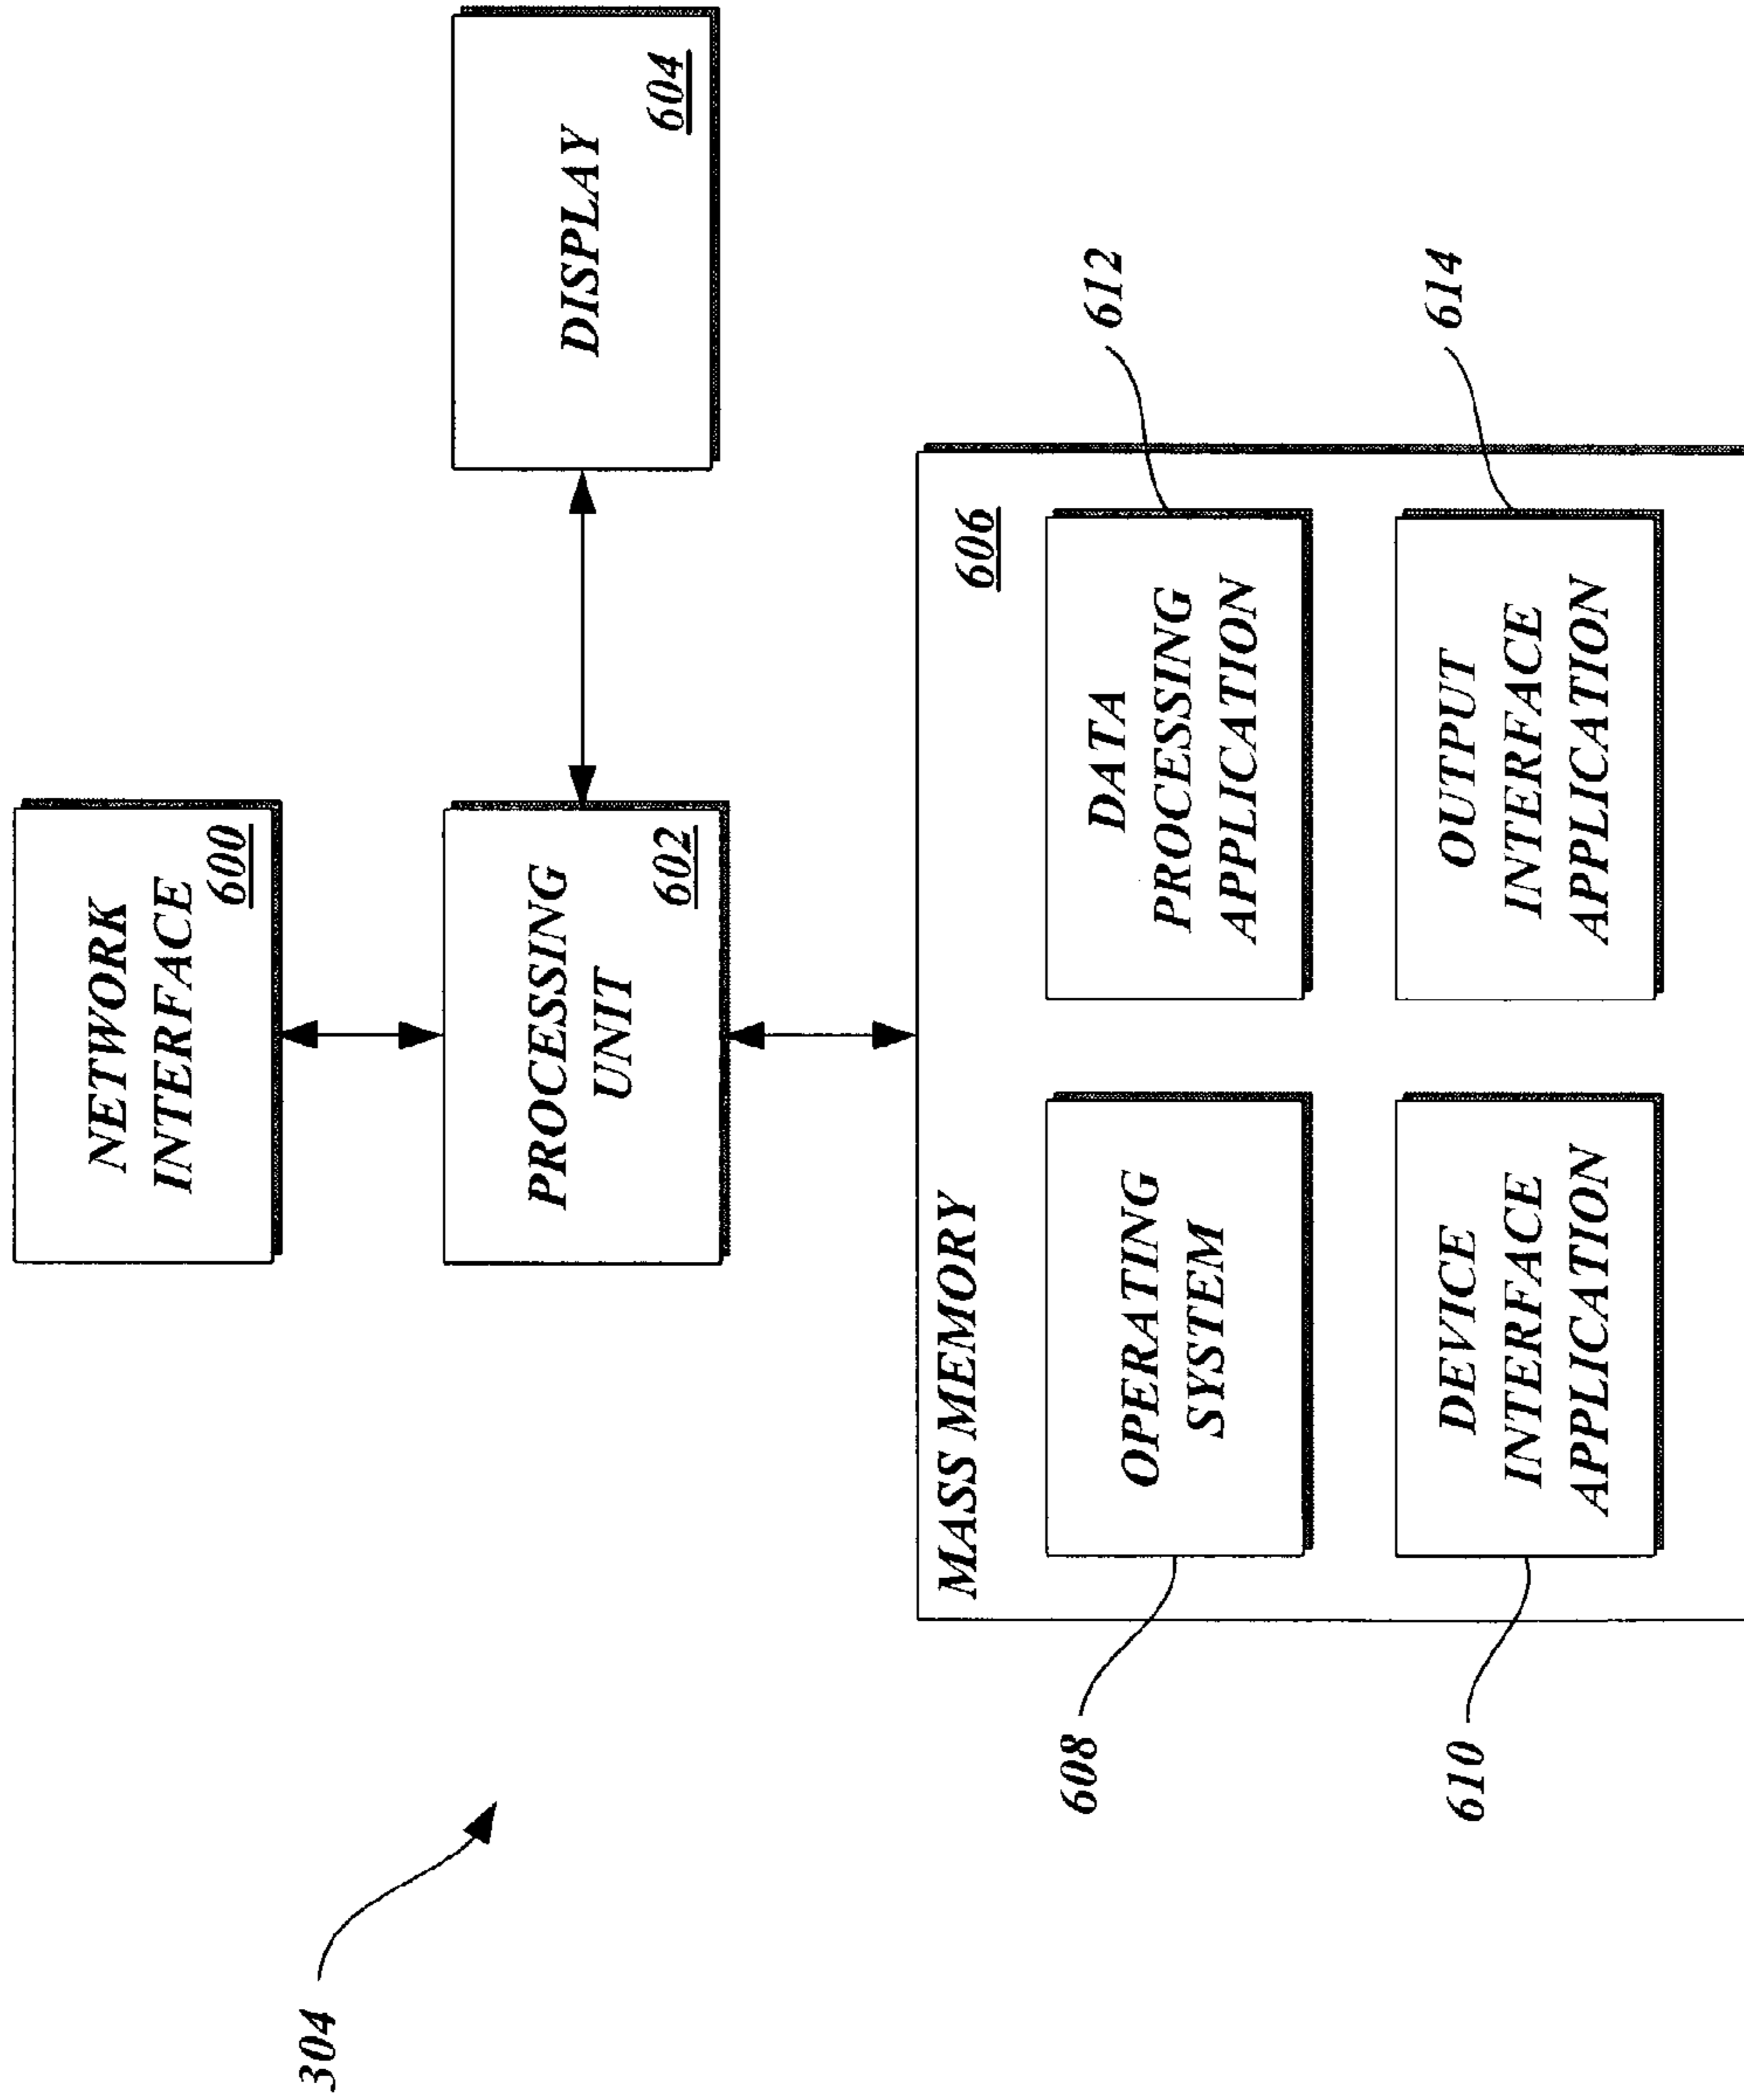 NETWORK
INTERFACE
600
PROCESSING
UNIT
602
DISPLAY
604
MASS MEMORY
606
OPERATING
SYSTEM
608
DATA
PROCESSING
APPLICATION
612
DEVICE
INTERFACE
APPLICATION
610
OUTPUT
INTERFACE
APPLICATION
614
304